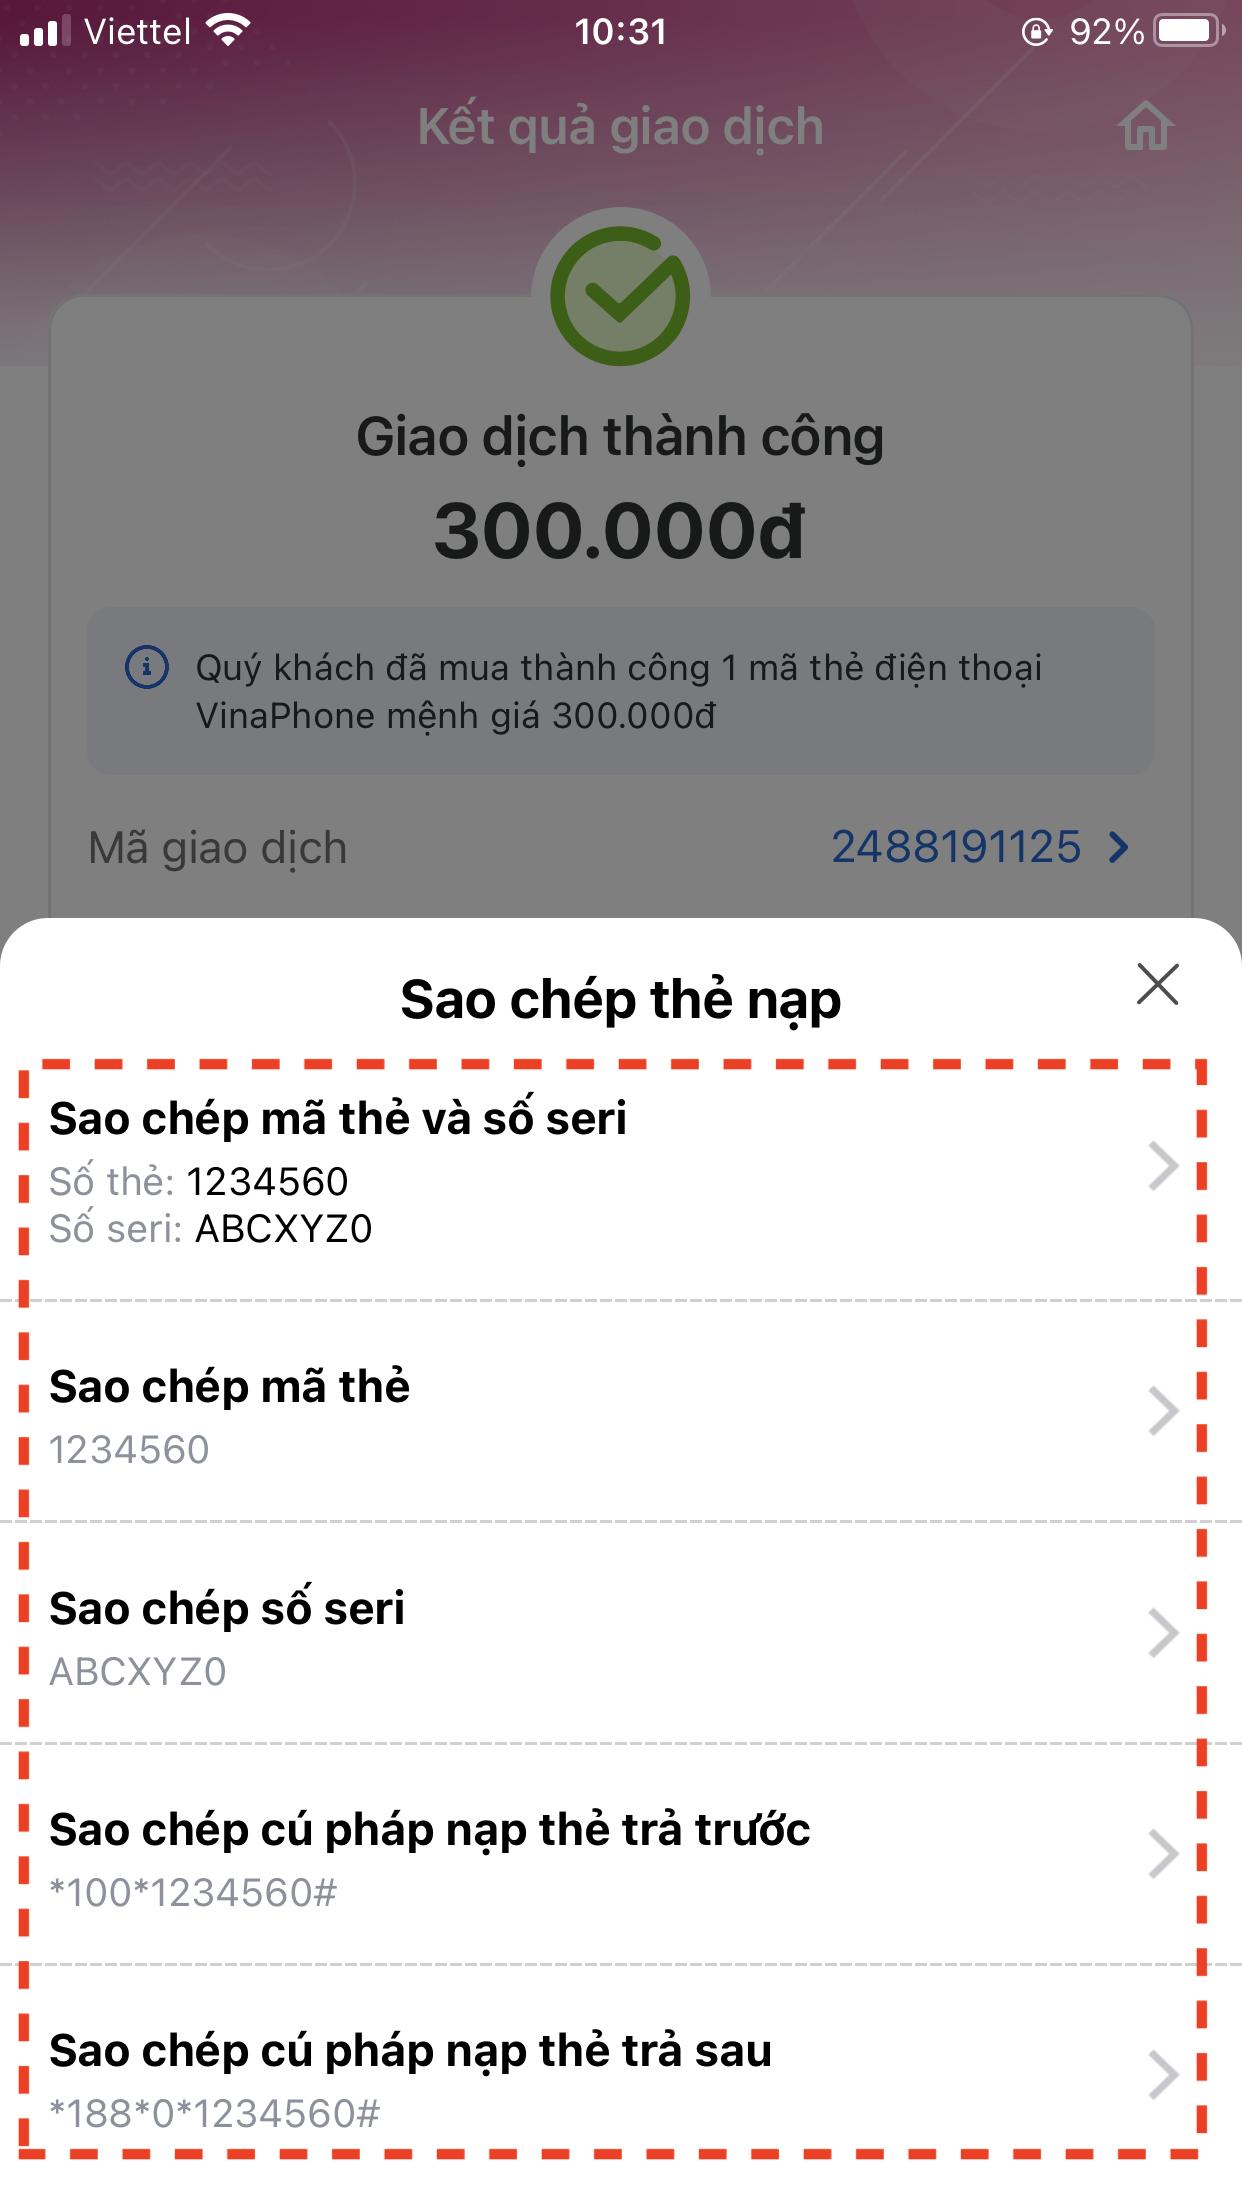 Viettel
10:31
92%
Kết quả giao dịch
Giao dịch thành công
300.000đ
Quý khách đã mua thành công 1 mã thẻ điện thoại
VinaPhone mệnh giá 300.000đ
Mã giao dịch 2488191125
Sao chép thẻ nạp
Sao chép mã thẻ và số seri
Số thẻ: 1234560
Số seri: ABCXYZ0
Sao chép mã thẻ
1234560
Sao chép số seri
ABCXYZ0
Sao chép cú pháp nạp thẻ trả trước
*100*1234560#
Sao chép cú pháp nạp thẻ trả sau
*188*0*1234560#